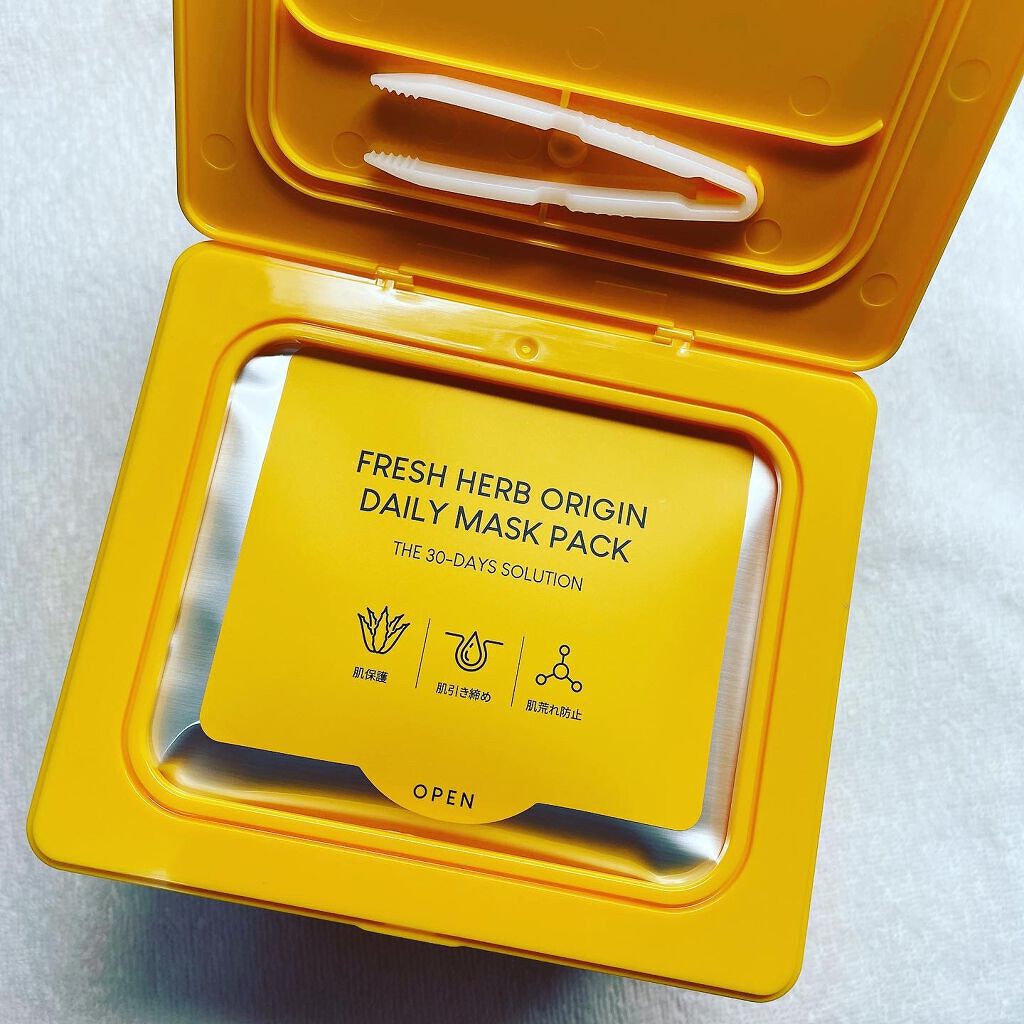 FRESH HERB ORIGIN
DAILY MASK PACK
THE 30-DAYS SOLUTION
肌保護
肌引き締め
肌荒れ防止
OPEN